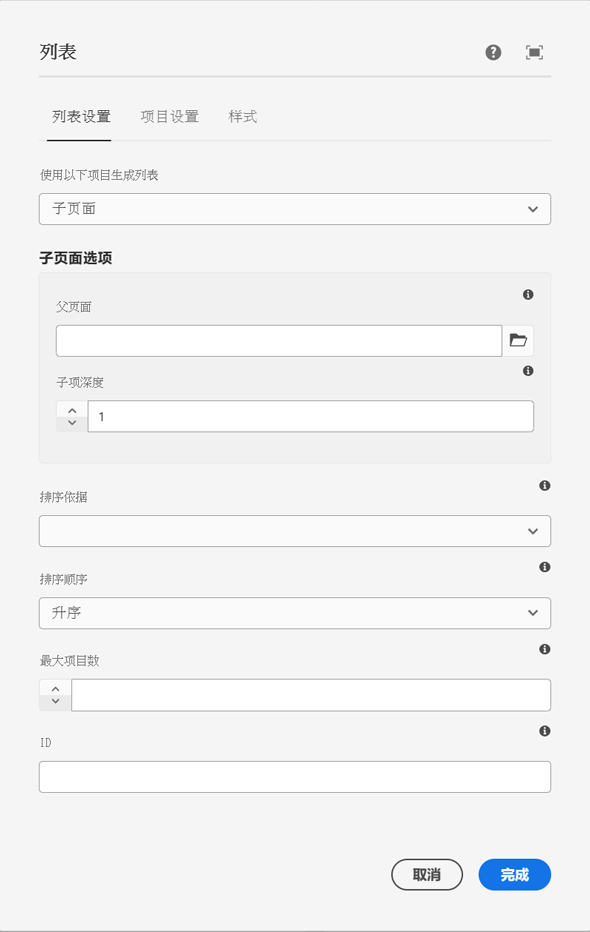 列表
列表设置 项目设置 样式
使用以下项目生成列表
子页面
子页面选项
父页面
子项深度
1
排序依据
排序顺序
升序
最大项目数
ID
取消 完成